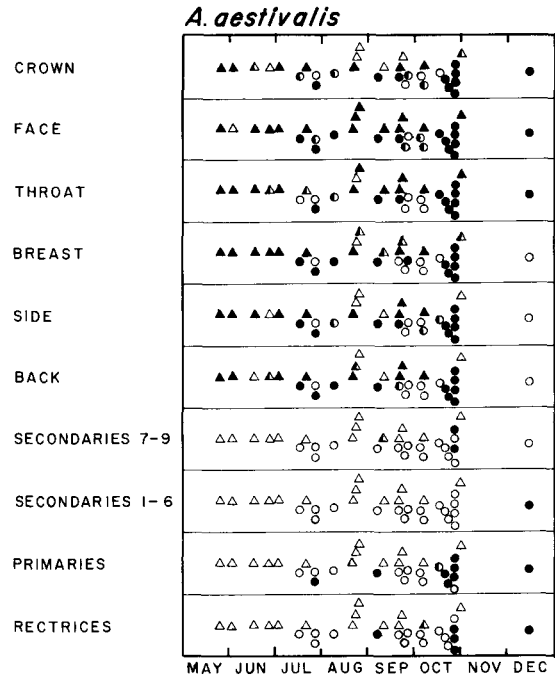 A. aestivalis
CROWN
FACE
THROAT
BREAST
SIDE
BACK
SECONDARIES 7-9
SECONDARIES 1-6
PRIMARIES
RECTRICES
MAY JUN JUL AUG SEP OCT NOV DEC